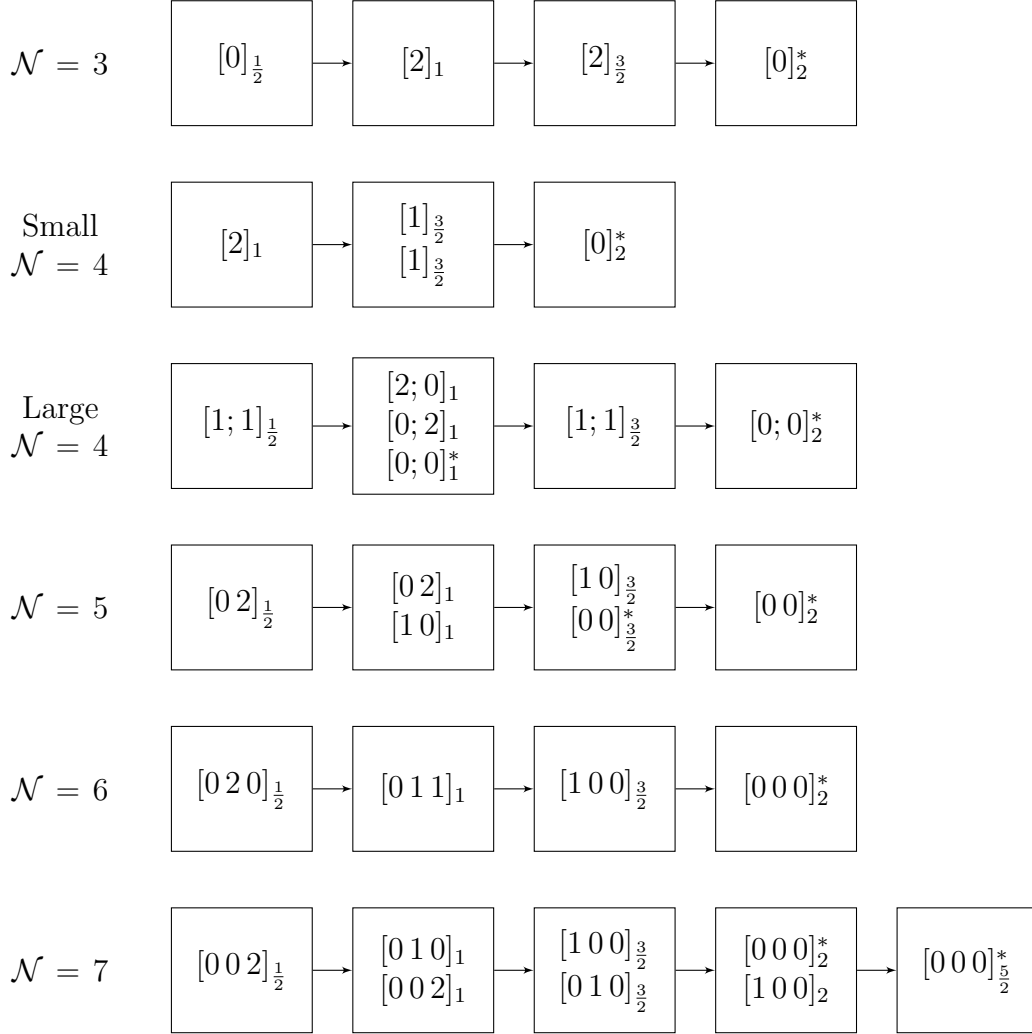 𝒩 = 3 [0]_{1/2} → [2]_1 → [2]_{3/2} → [0]^*_2
Small
𝒩 = 4 [2]_1 → [1]_{3/2} [1]_{3/2} → [0]^*_2
Large
𝒩 = 4 [1; 1]_{1/2} → [2; 0]_1 [0; 2]_1 [0; 0]^*_1 → [1; 1]_{3/2} → [0; 0]^*_2
𝒩 = 5 [0 2]_{1/2} → [0 2]_1 [1 0]_1 → [1 0]_{3/2} [0 0]^*_{3/2} → [0 0]^*_2
𝒩 = 6 [0 2 0]_{1/2} → [0 1 1]_1 → [1 0 0]_{3/2} → [0 0 0]^*_2
𝒩 = 7 [0 0 2]_{1/2} → [0 1 0]_1 [0 0 2]_1 → [1 0 0]_{3/2} [0 1 0]_{3/2} → [0 0 0]^*_2 [1 0 0]_2 → [0 0 0]^*_{5/2}